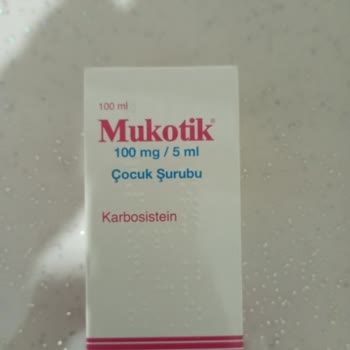 100 ml
Mukotik®
100 mg / 5 ml
Çocuk Şurubu
Karbosistein